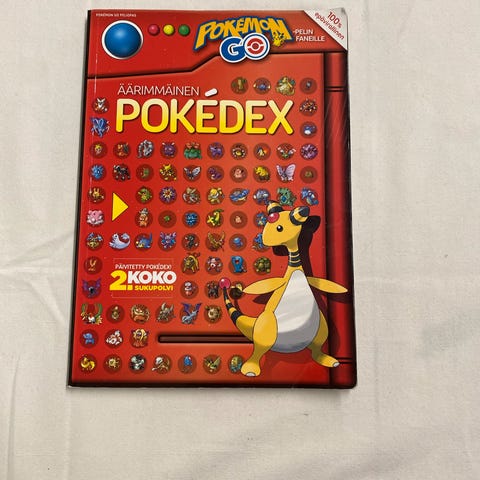 POKÉMON GO PELIOPAS
POKÉMON
GO
-PELIN
FANEILLE
100%
epävirallinen
ÄÄRIMMÄINEN
POKÉDEX
PÄIVITETTY POKÉDEX!
KOKO
2. SUKUPOLVI